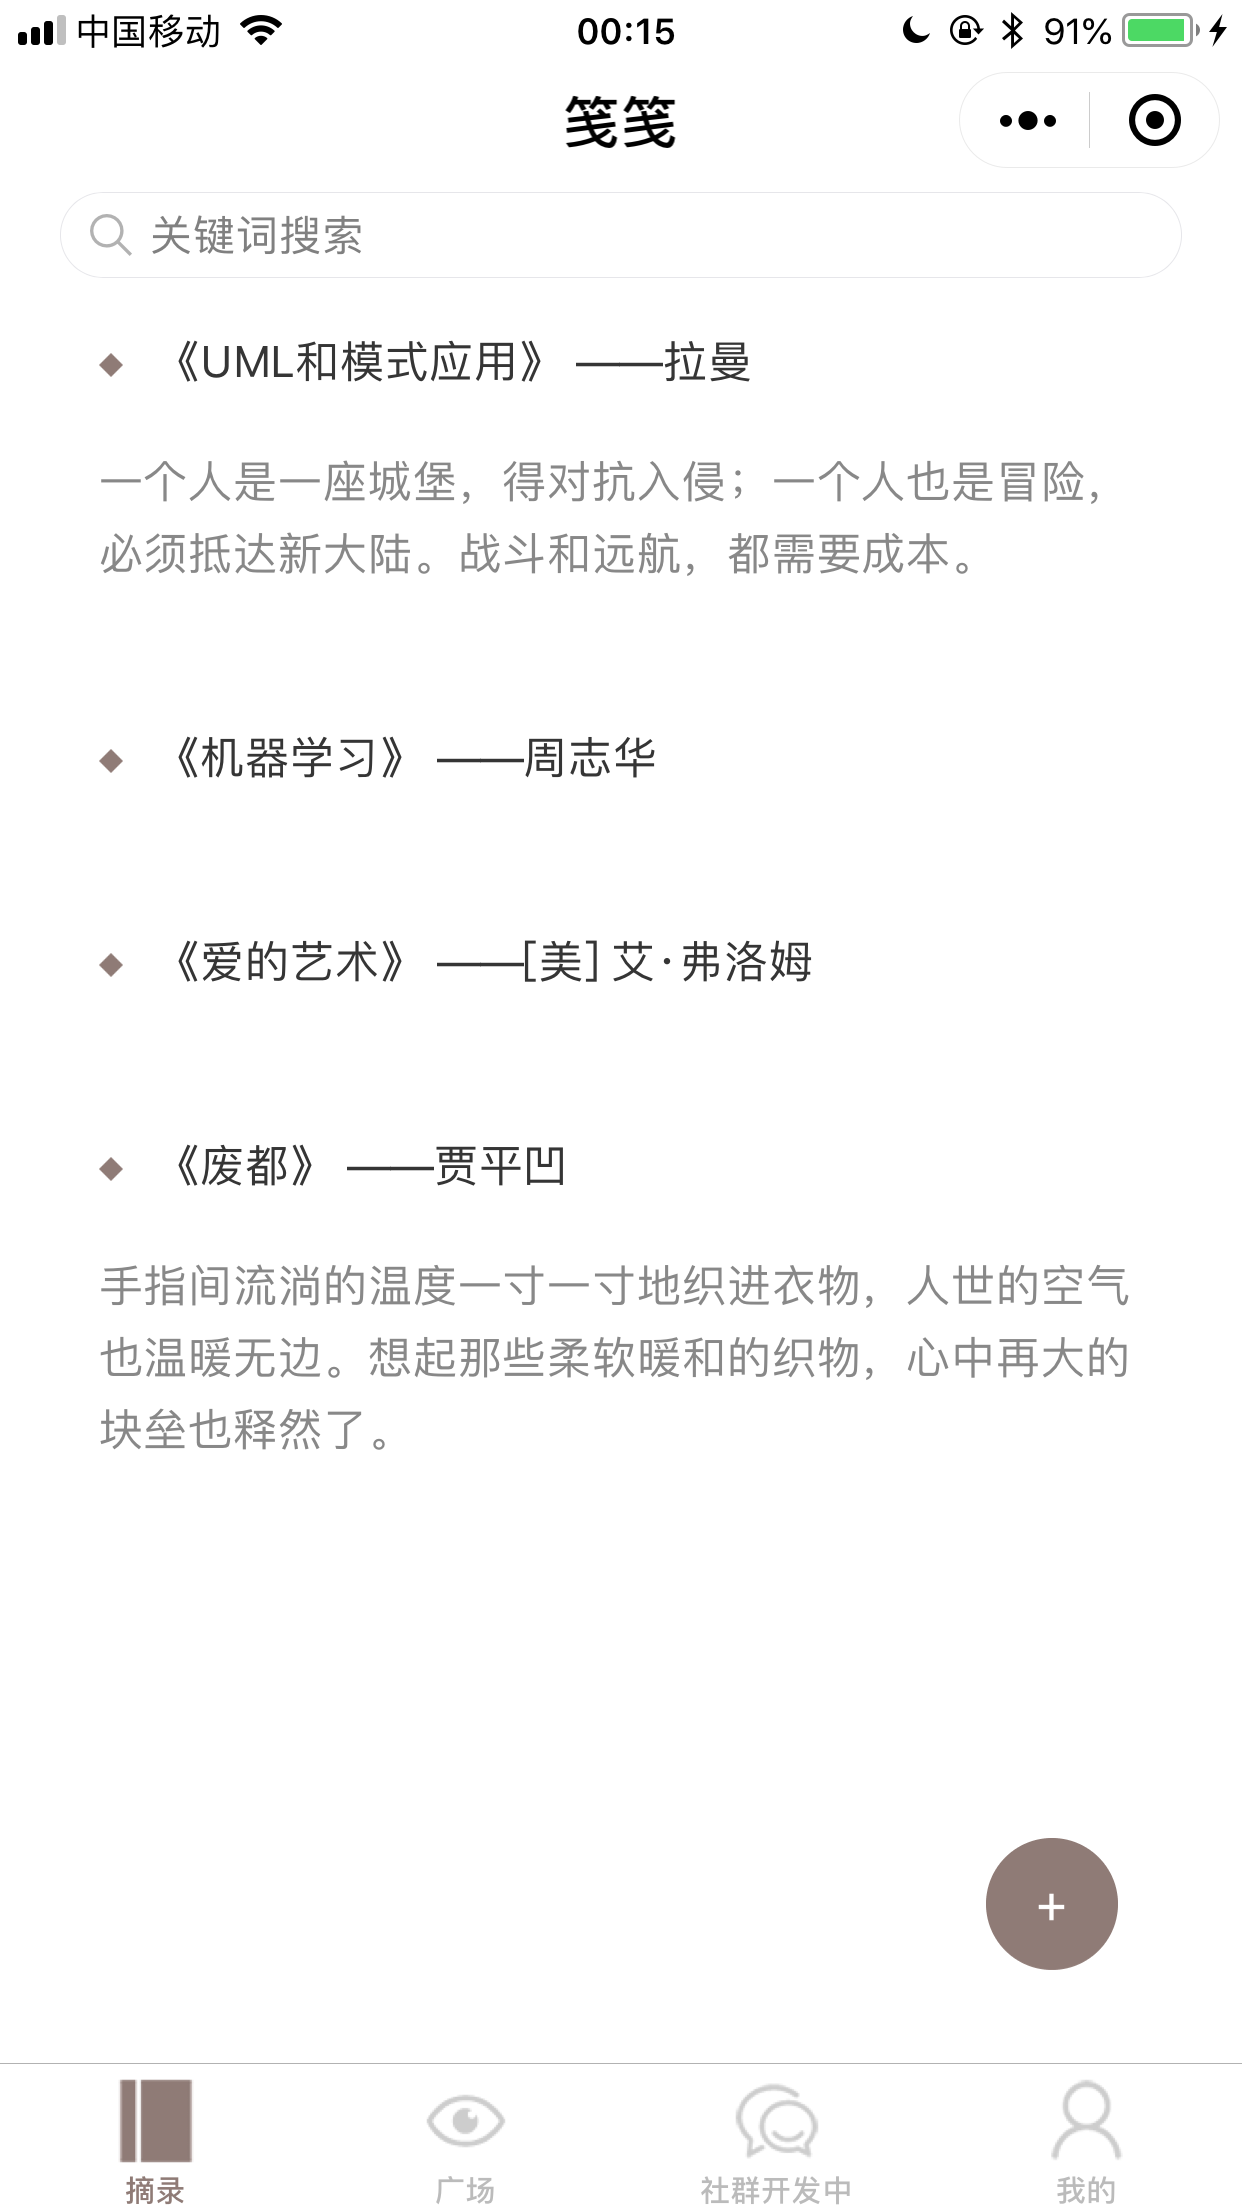 中国移动 00:15 91%
笺笺
关键词搜索
《UML和模式应用》 ——拉曼
一个人是一座城堡，得对抗入侵；一个人也是冒险，
必须抵达新大陆。战斗和远航，都需要成本。
《机器学习》 ——周志华
《爱的艺术》 ——[美] 艾·弗洛姆
《废都》 ——贾平凹
手指间流淌的温度一寸一寸地织进衣物，人世的空气
也温暖无边。想起那些柔软暖和的织物，心中再大的
块垒也释然了。
+
摘录 广场 社群开发中 我的